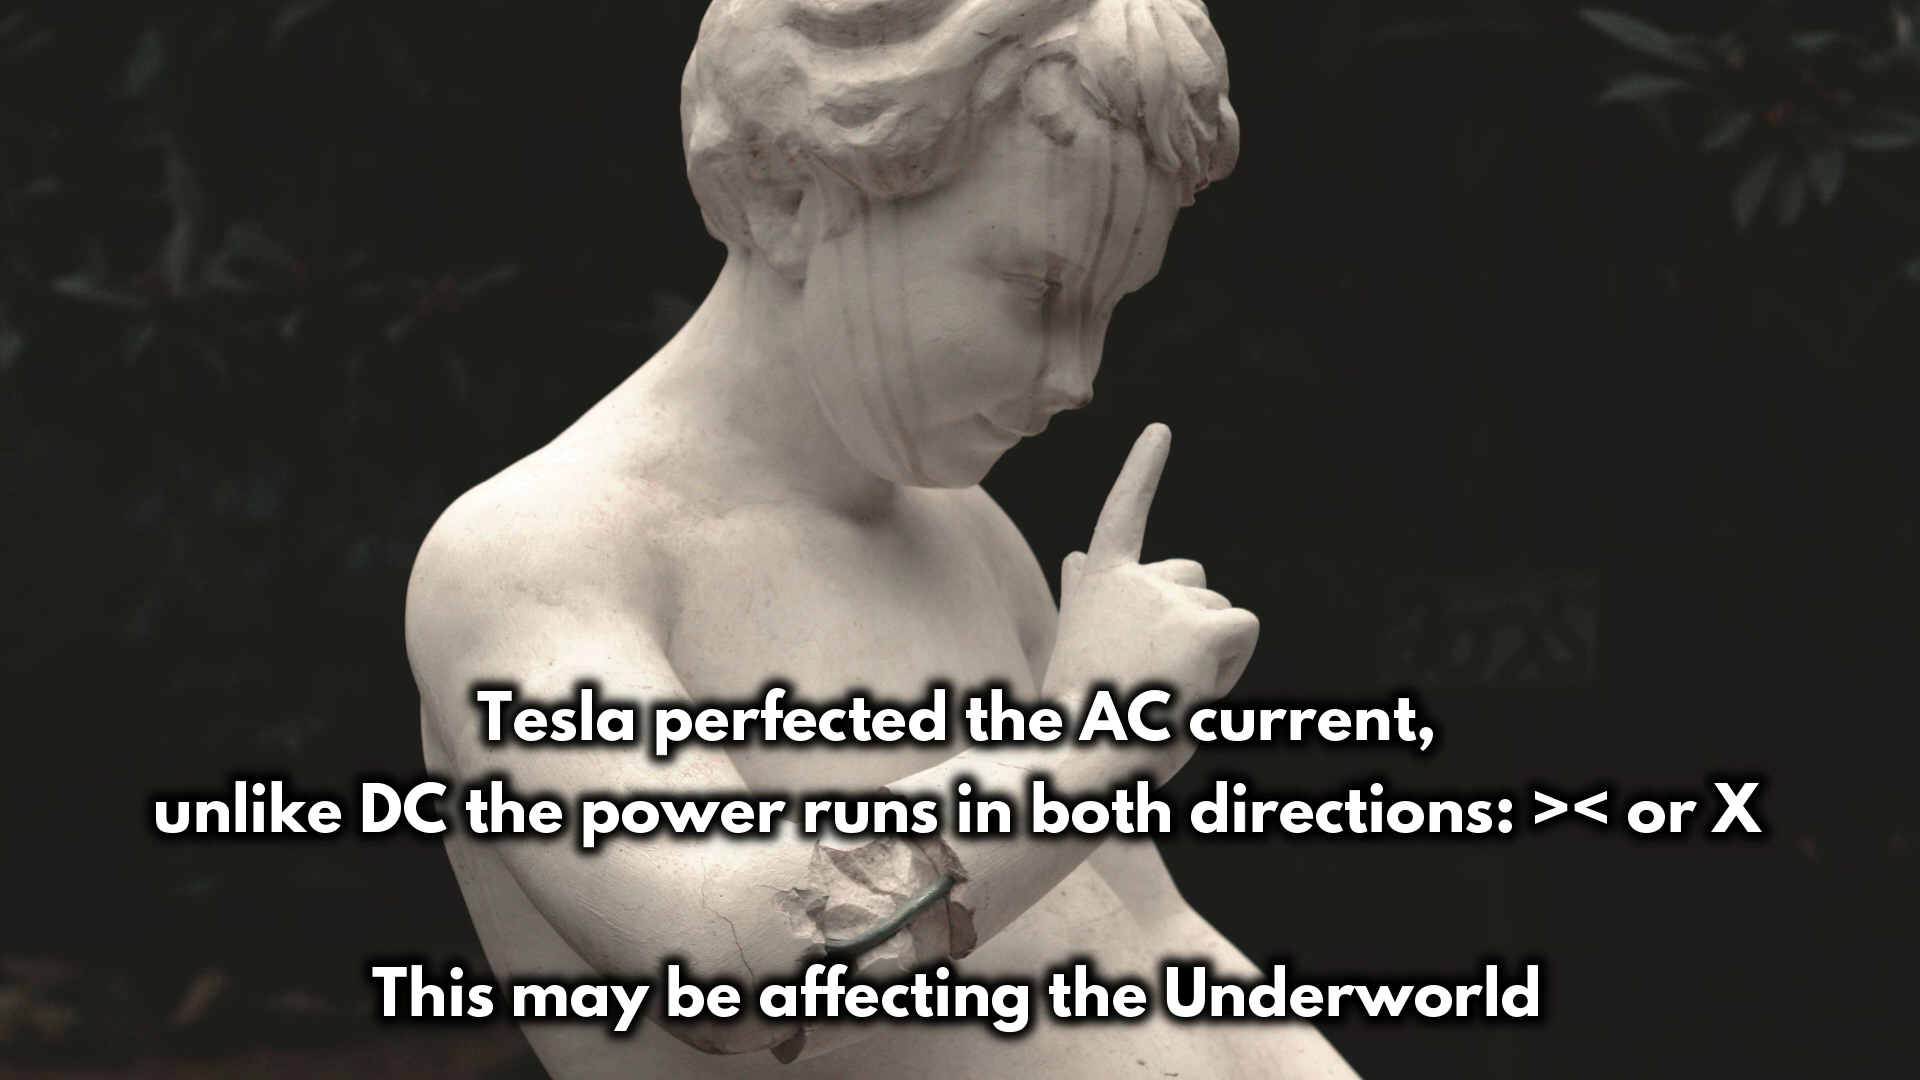 Tesla perfected the AC current,
unlike DC the power runs in both directions: >< or X
This may be affecting the Underworld